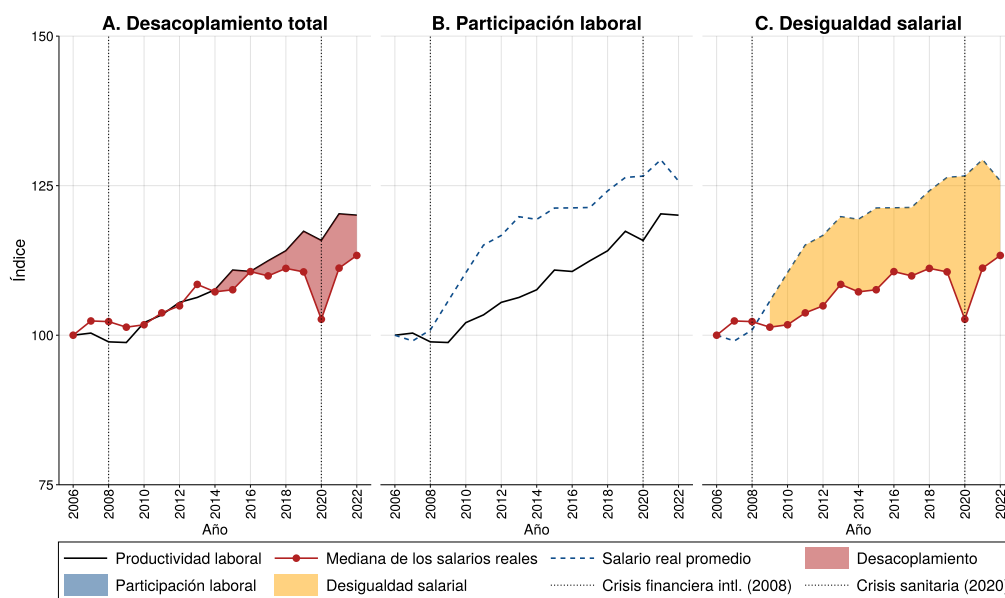 A. Desacoplamiento total B. Participación laboral C. Desigualdad salarial
150
125
100
75
Índice
2006 2008 2010 2012 2014 2016 2018 2020 2022 2006 2008 2010 2012 2014 2016 2018 2020 2022 2006 2008 2010 2012 2014 2016 2018 2020 2022
Año Año Año
Productividad laboral Mediana de los salarios reales Salario real promedio Desacoplamiento
Participación laboral Desigualdad salarial Crisis financiera intl. (2008) Crisis sanitaria (2020)